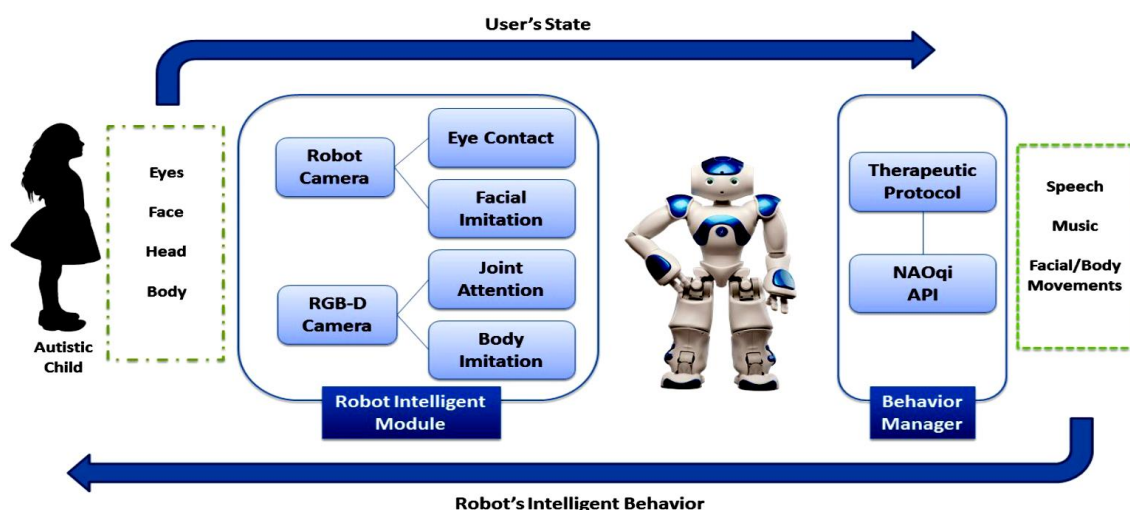 User's State
Eyes
Face
Head
Body
Autistic
Child
Robot
Camera
Eye Contact
Facial
Imitation
RGB-D
Camera
Joint
Attention
Body
Imitation
Robot Intelligent
Module
Therapeutic
Protocol
NAOqi
API
Behavior
Manager
Speech
Music
Facial/Body
Movements
Robot's Intelligent Behavior